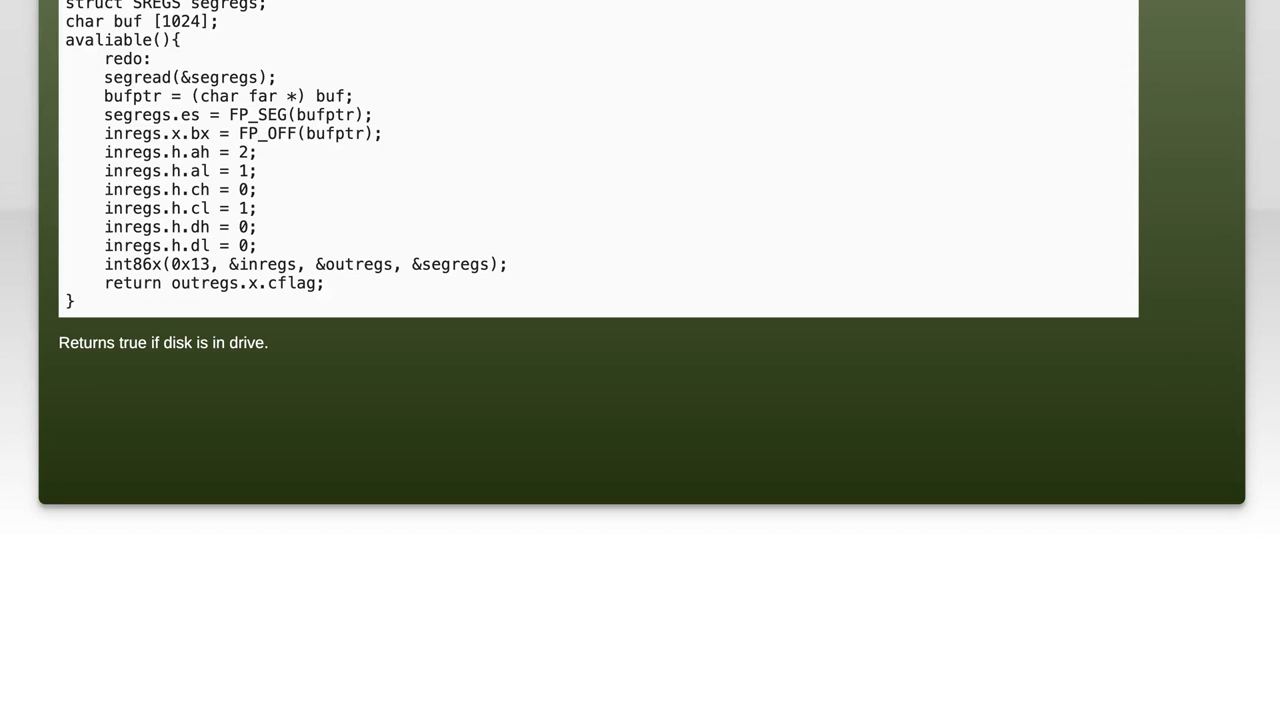 struct SREGS segregs;
char buf [1024];
avaliable(){
    redo:
    segread(&segregs);
    bufptr = (char far *) buf;
    segregs.es = FP_SEG(bufptr);
    inregs.x.bx = FP_OFF(bufptr);
    inregs.h.ah = 2;
    inregs.h.al = 1;
    inregs.h.ch = 0;
    inregs.h.cl = 1;
    inregs.h.dh = 0;
    inregs.h.dl = 0;
    int86x(0x13, &inregs, &outregs, &segregs);
    return outregs.x.cflag;
}
Returns true if disk is in drive.